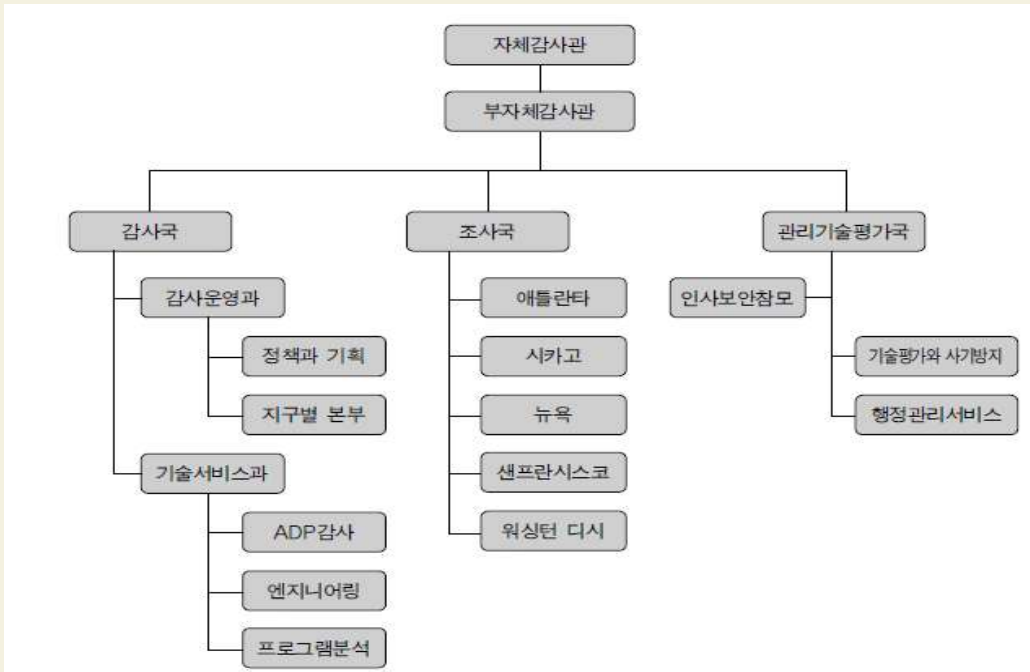 자체감사관
부자체감사관
감사국
조사국
관리기술평가국
감사운영과
정책과 기획
지구별 본부
기술서비스과
ADP감사
엔지니어링
프로그램분석
애틀란타
시카고
뉴욕
샌프란시스코
워싱턴 디시
인사보안참모
기술평가와 사기방지
행정관리서비스